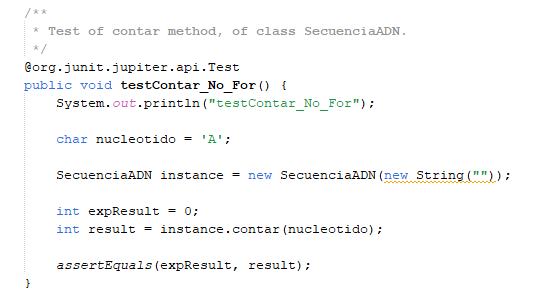 /**
 * Test of contar method, of class SecuenciaADN.
 */
@org.junit.jupiter.api.Test
public void testContar_No_For() {
    System.out.println("testContar_No_For");
    char nucleotido = 'A';
    SecuenciaADN instance = new SecuenciaADN(new String(""));
    int expResult = 0;
    int result = instance.contar(nucleotido);
    assertEquals(expResult, result);
}